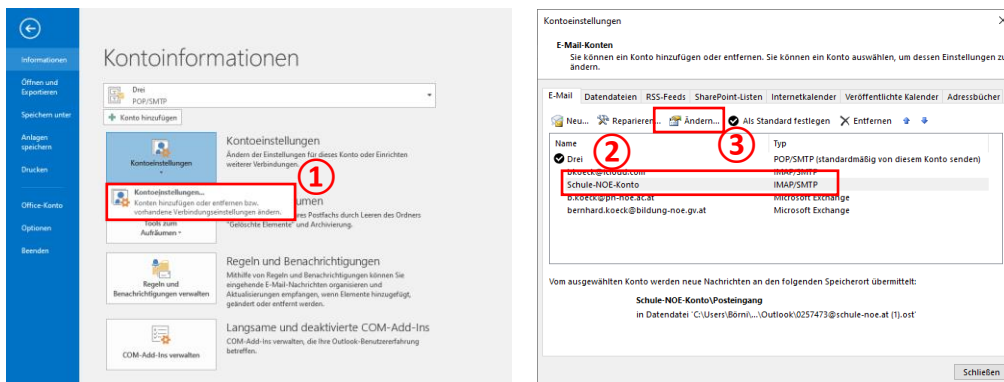 Informationen
Öffnen und
Exportieren
Speichern unter
Anlagen
speichern
Drucken
Office-Konto
Optionen
Beenden
Kontoinformationen
Drei
POP/SMTP
Konto hinzufügen
Kontoeinstellungen
Kontoeinstellungen
Ändern der Einstellungen für dieses Konto oder Einrichten
weiterer Verbindungen.
1
Kontoeinstellungen...
Konten hinzufügen oder entfernen bzw.
vorhandene Verbindungseinstellungen ändern.
umen
res Postfachs durch Leeren des Ordners
"Gelöschte Elemente" und Archivierung.
Tools zum
Aufräumen
Regeln und Benachrichtigungen
Mithilfe von Regeln und Benachrichtigungen können Sie
eingehende E-Mail-Nachrichten organisieren und
Aktualisierungen empfangen, wenn Elemente hinzugefügt,
geändert oder entfernt werden.
Regeln und
Benachrichtigungen verwalten
Langsame und deaktivierte COM-Add-Ins
COM-Add-Ins verwalten, die Ihre Outlook-Benutzererfahrung
betreffen.
COM-Add-Ins verwalten
Kontoeinstellungen
E-Mail-Konten
Sie können ein Konto hinzufügen oder entfernen. Sie können ein Konto auswählen, um dessen Einstellungen zu
ändern.
E-Mail Datendateien RSS-Feeds SharePoint-Listen Internetkalender Veröffentlichte Kalender Adressbücher
Neu... Reparieren... Ändern... Als Standard festlegen Entfernen
2 3
Name Typ
Drei POP/SMTP (standardmäßig von diesem Konto senden)
bkoeck@icloud.com IMAP/SMTP
Schule-NOE-Konto IMAP/SMTP
b.koeck@ph-noe.ac.at Microsoft Exchange
bernhard.koeck@bildung-noe.gv.at Microsoft Exchange
Vom ausgewählten Konto werden neue Nachrichten an den folgenden Speicherort übermittelt:
Schule-NOE-Konto\Posteingang
in Datendatei 'C:\Users\Börni\...\Outlook\0257473@schule-noe.at (1).ost'
Schließen